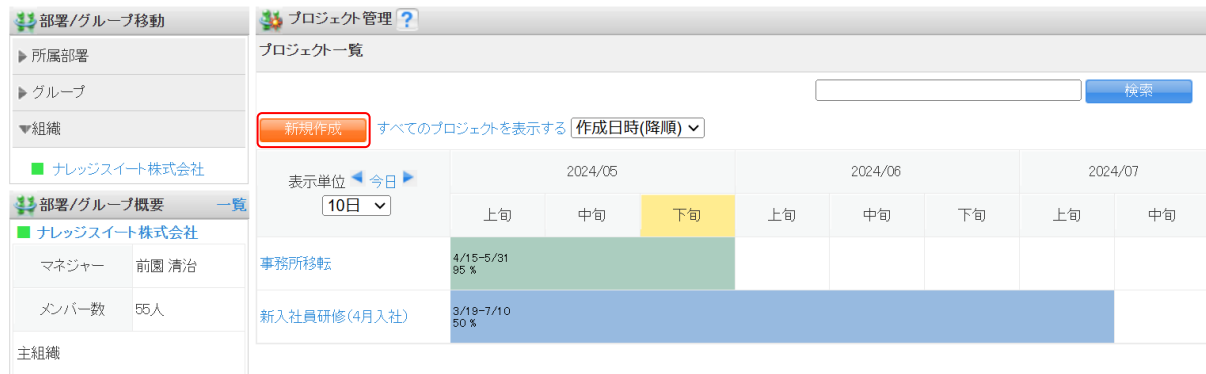 部署/グループ移動
▶所属部署
▶グループ
▼組織
ナレッジスイート株式会社
部署/グループ概要 一覧
ナレッジスイート株式会社
マネジャー 前園 清治
メンバー数 55人
主組織
プロジェクト管理 ?
プロジェクト一覧
検索
新規作成 すべてのプロジェクトを表示する 作成日時(降順)
表示単位 ◀ 今日 ▶
10日
2024/05 2024/06 2024/07
上旬 中旬 下旬 上旬 中旬 下旬 上旬 中旬
事務所移転
4/15-5/31
95 %
新入社員研修(4月入社)
3/19-7/10
50 %